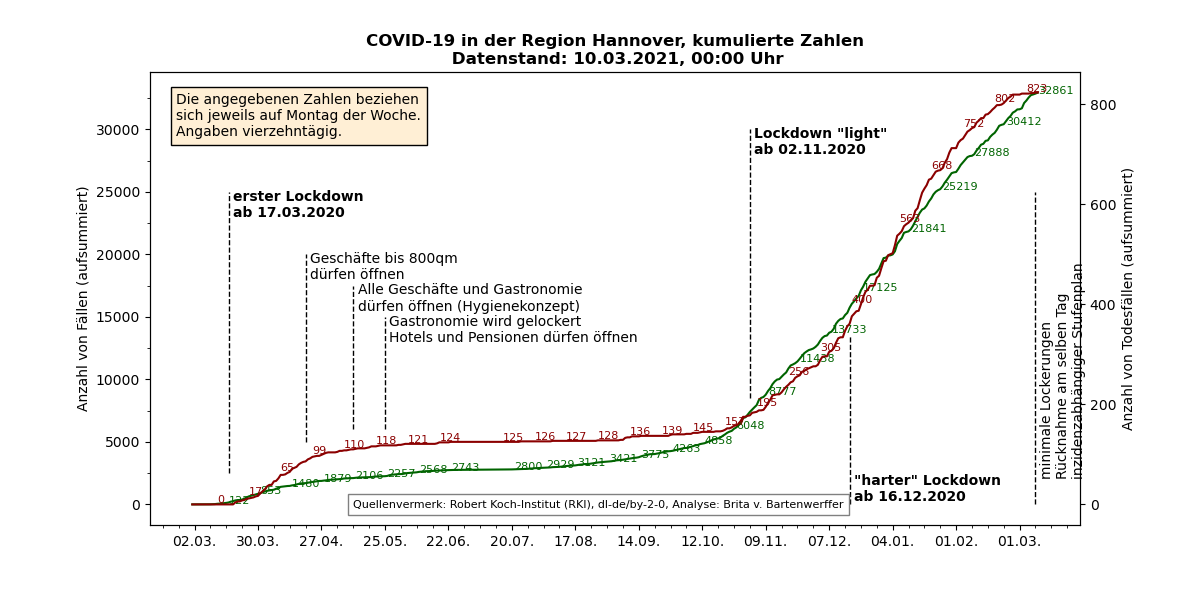 COVID-19 in der Region Hannover, kumulierte Zahlen
Datenstand: 10.03.2021, 00:00 Uhr
Die angegebenen Zahlen beziehen
sich jeweils auf Montag der Woche.
Angaben vierzehntägig.
erster Lockdown
ab 17.03.2020
Geschäfte bis 800qm
dürfen öffnen
Alle Geschäfte und Gastronomie
dürfen öffnen (Hygienekonzept)
Gastronomie wird gelockert
Hotels und Pensionen dürfen öffnen
Lockdown "light"
ab 02.11.2020
"harter" Lockdown
ab 16.12.2020
minimale Lockerungen
Rücknahme am selben Tag
inzidenzabhängiger Stufenplan
Anzahl von Fällen (aufsummiert)
30000
25000
20000
15000
10000
5000
0
Anzahl von Todesfällen (aufsummiert)
800
600
400
200
0
0 17 65 99 110 118 121 124 125 126 127 128 136 139 145 195 256 305 400 563 668 752 802 823
122 1480 1879 2106 2257 2568 2743 2800 2929 3121 3421 3775 4263 4858 6048 8777 11438 13733 17125 21841 25219 27888 30412 32861
Quellenvermerk: Robert Koch-Institut (RKI), dl-de/by-2-0, Analyse: Brita v. Bartenwerffer
02.03. 30.03. 27.04. 25.05. 22.06. 20.07. 17.08. 14.09. 12.10. 09.11. 07.12. 04.01. 01.02. 01.03.